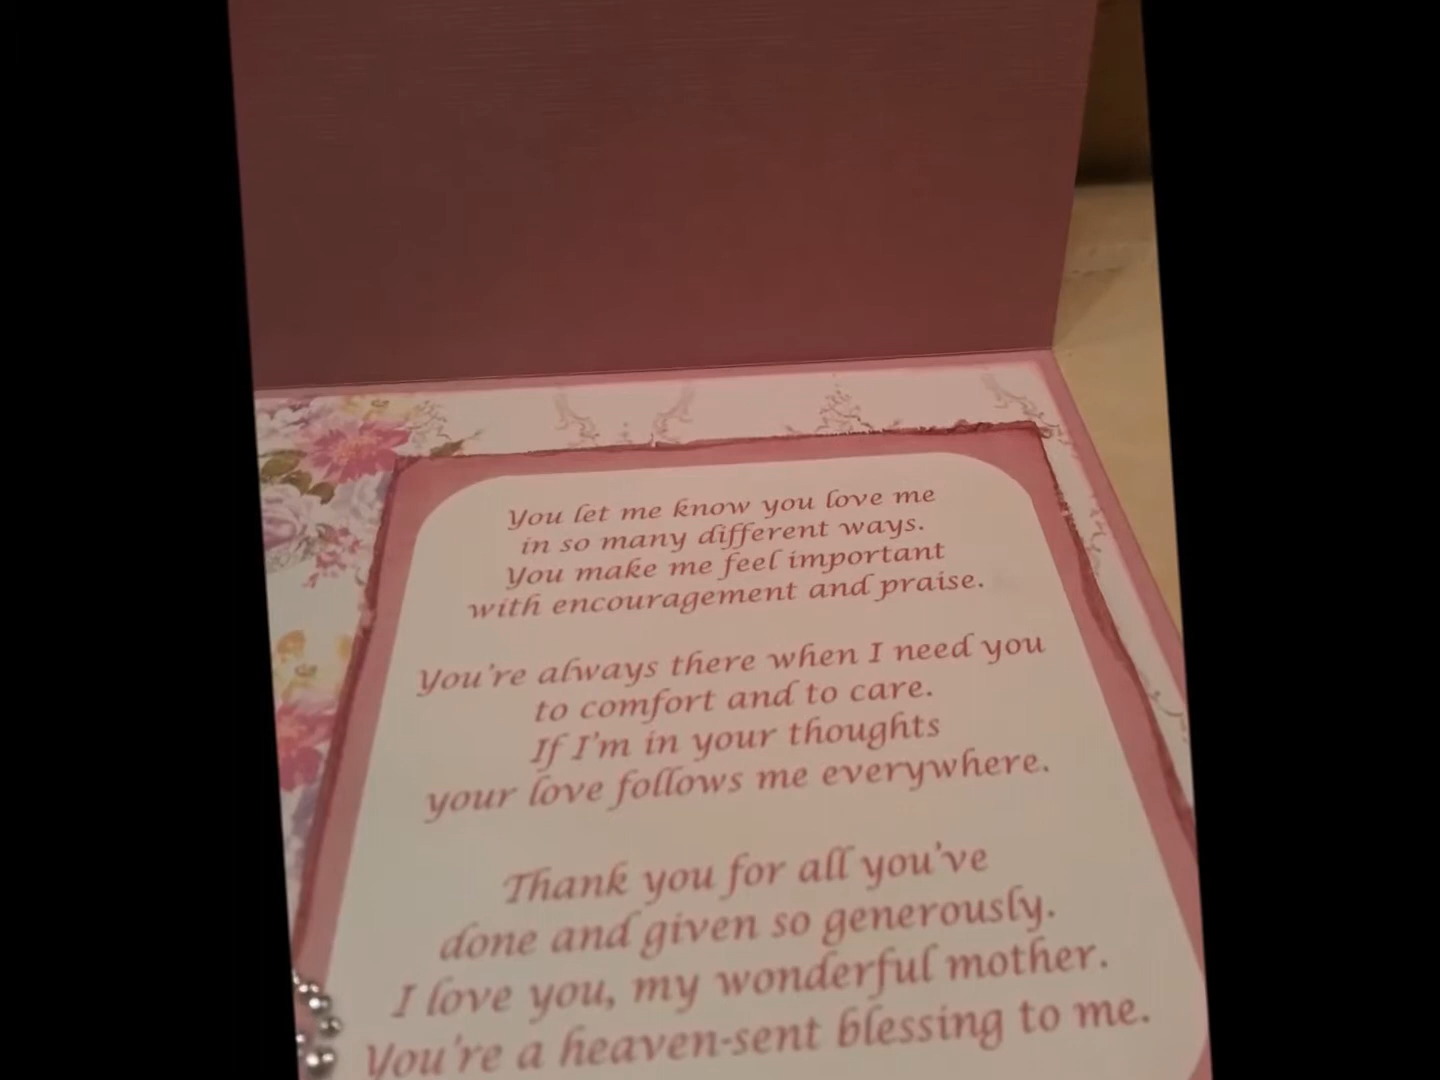 You let me know you love me
in so many different ways.
You make me feel important
with encouragement and praise.
You're always there when I need you
to comfort and to care.
If I'm in your thoughts
your love follows me everywhere.
Thank you for all you've
done and given so generously.
I love you, my wonderful mother.
You're a heaven-sent blessing to me.